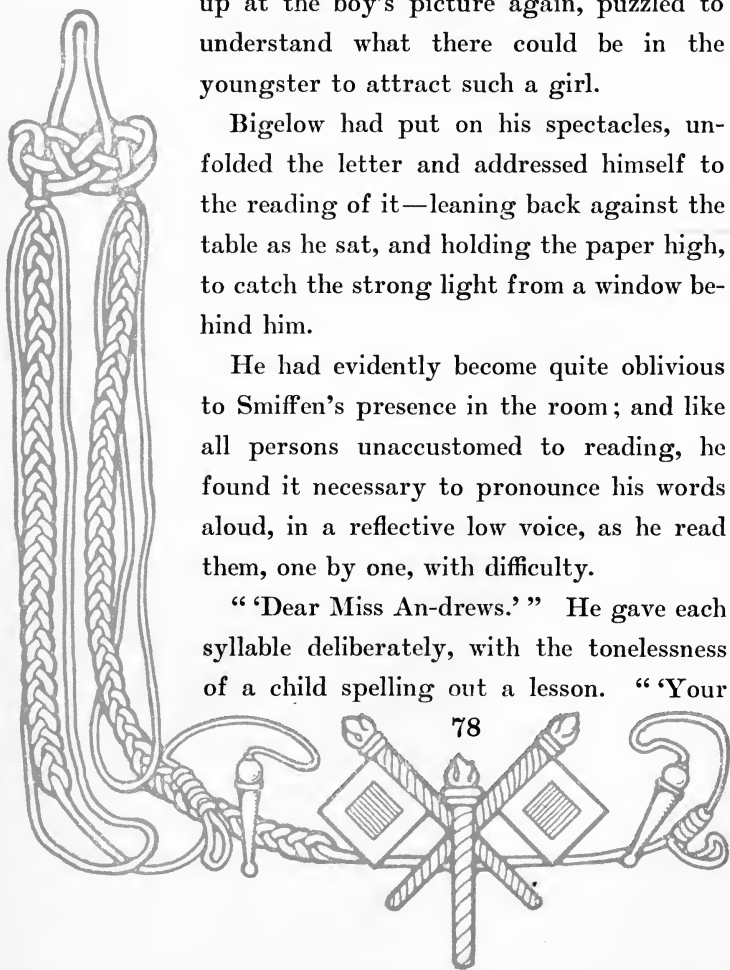 up at the boy's picture again, puzzled to
understand what there could be in the
youngster to attract such a girl.
Bigelow had put on his spectacles, un-
folded the letter and addressed himself to
the reading of it—leaning back against the
table as he sat, and holding the paper high,
to catch the strong light from a window be-
hind him.
He had evidently become quite oblivious
to Smiffen's presence in the room; and like
all persons unaccustomed to reading, he
found it necessary to pronounce his words
aloud, in a reflective low voice, as he read
them, one by one, with difficulty.
“ ‘Dear Miss An-drews.’ ” He gave each
syllable deliberately, with the tonelessness
of a child spelling out a lesson. “ ‘Your
78